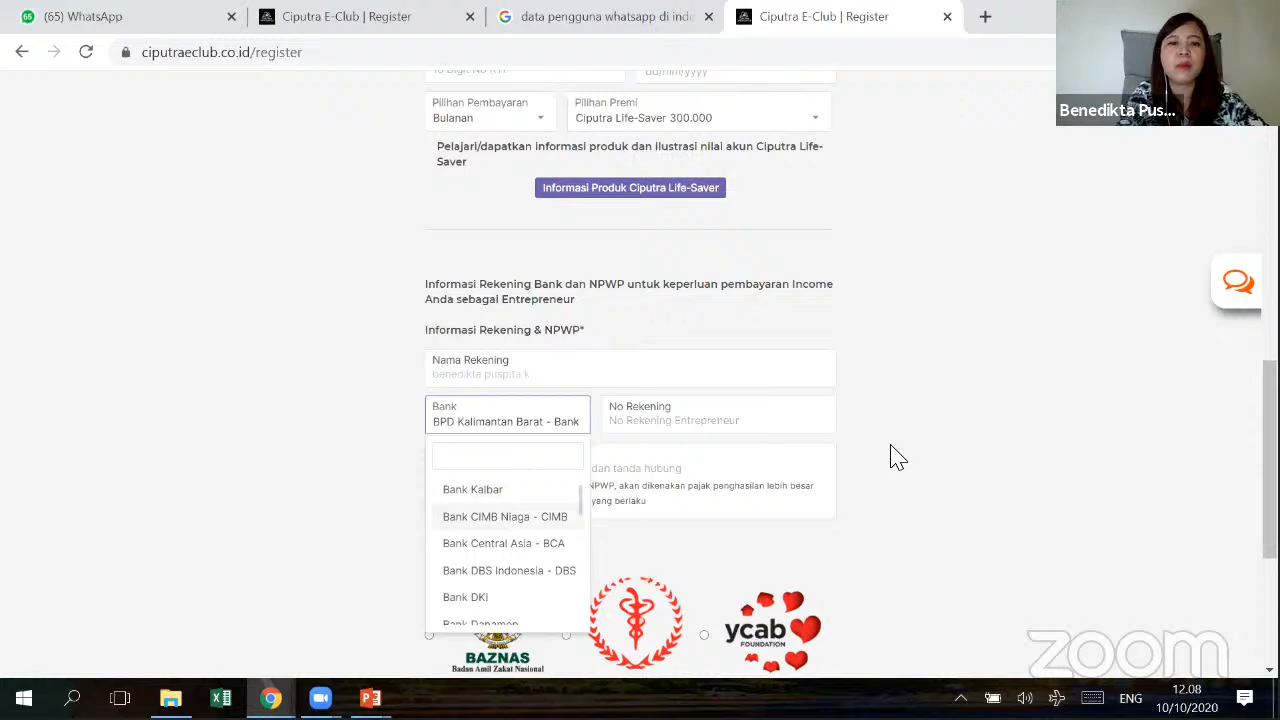 (65) WhatsApp
Ciputra E-Club | Register
data pengguna whatsapp di ind
Ciputra E-Club | Register
ciputraeclub.co.id/register
Benedikta Pus...
dd/mm/yyyy
Pilihan Pembayaran
Bulanan
Pilihan Premi
Ciputra Life-Saver 300.000
Pelajari/dapatkan informasi produk dan ilustrasi nilai akun Ciputra Life-
Saver
Informasi Produk Ciputra Life-Saver
Informasi Rekening Bank dan NPWP untuk keperluan pembayaran Income
Anda sebagai Entrepreneur
Informasi Rekening & NPWP*
Nama Rekening
benedikta puspita k
Bank
BPD Kalimantan Barat - Bank
No Rekening
No Rekening Entrepreneur
dan tanda hubung
NPWP, akan dikenakan pajak penghasilan lebih besar
yang berlaku
Bank Kalbar
Bank CIMB Niaga - CIMB
Bank Central Asia - BCA
Bank DBS Indonesia - DBS
Bank DKI
Bank Danamon
BAZNAS
Badan Amil Zakat Nasional
ycab
FOUNDATION
zoom
ENG
12.08
10/10/2020